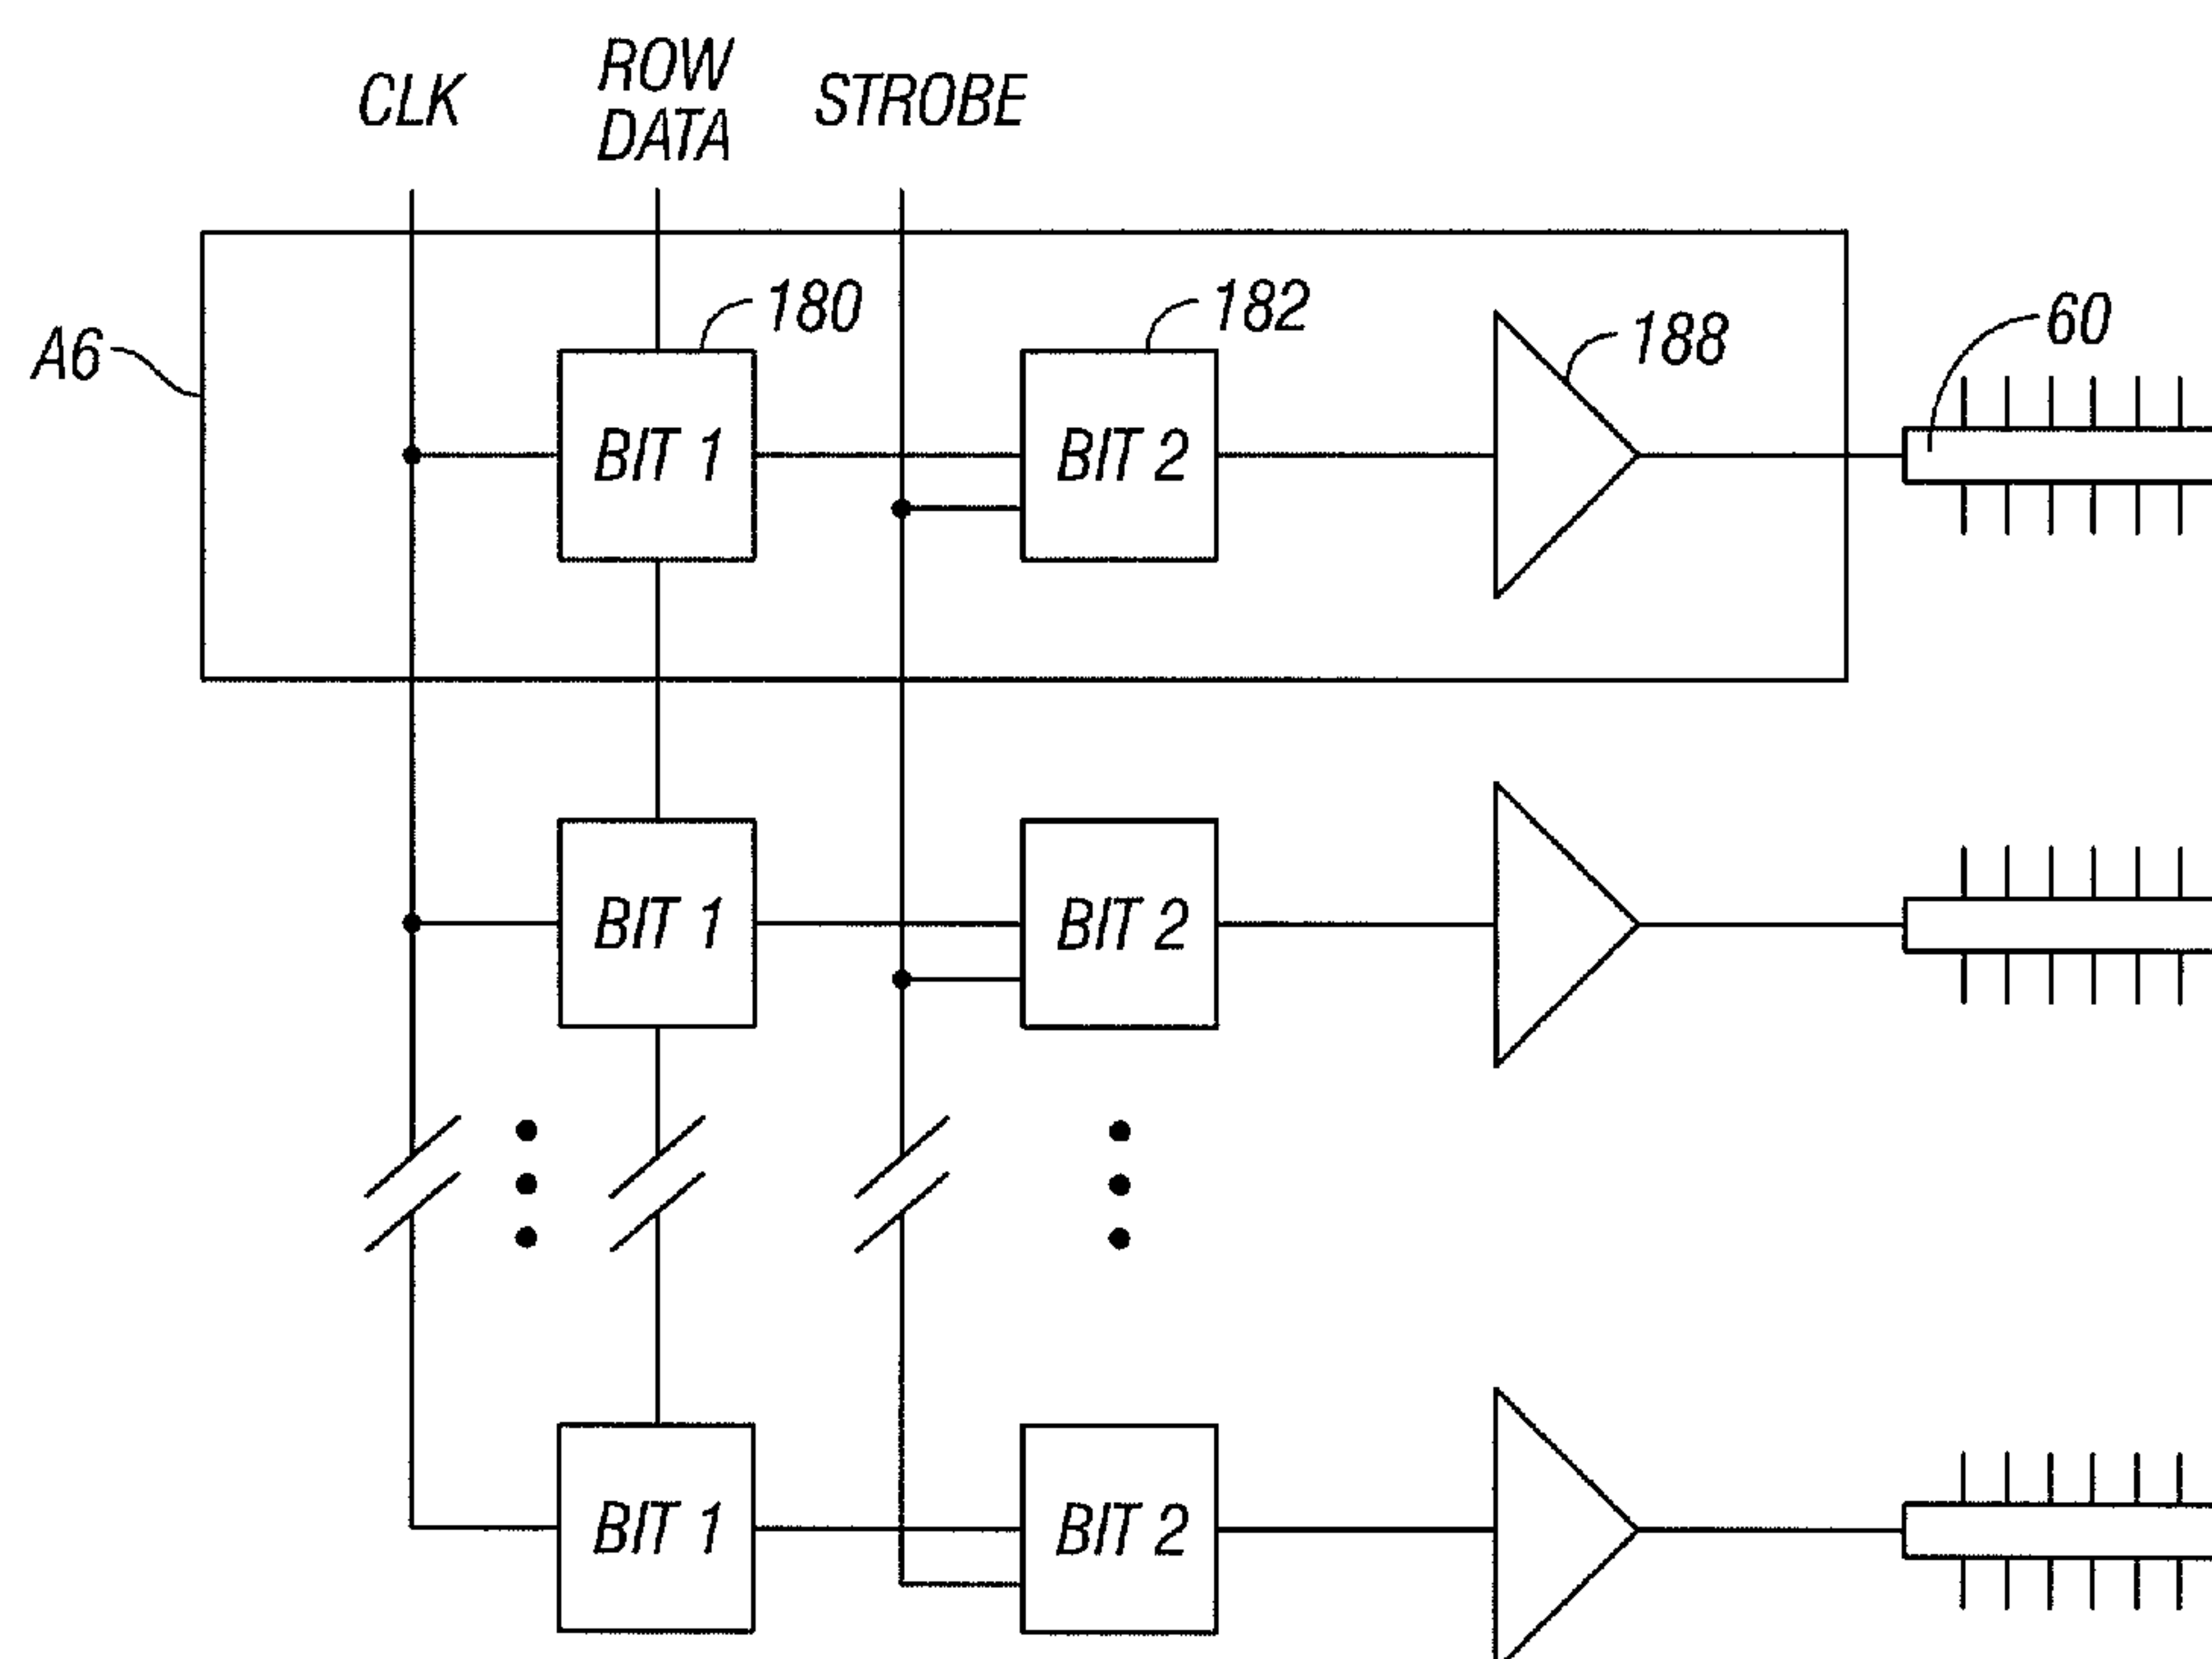 CLK
ROW
DATA
STROBE
A6
180
182
188
60
BIT 1
BIT 2
BIT 1
BIT 2
BIT 1
BIT 2